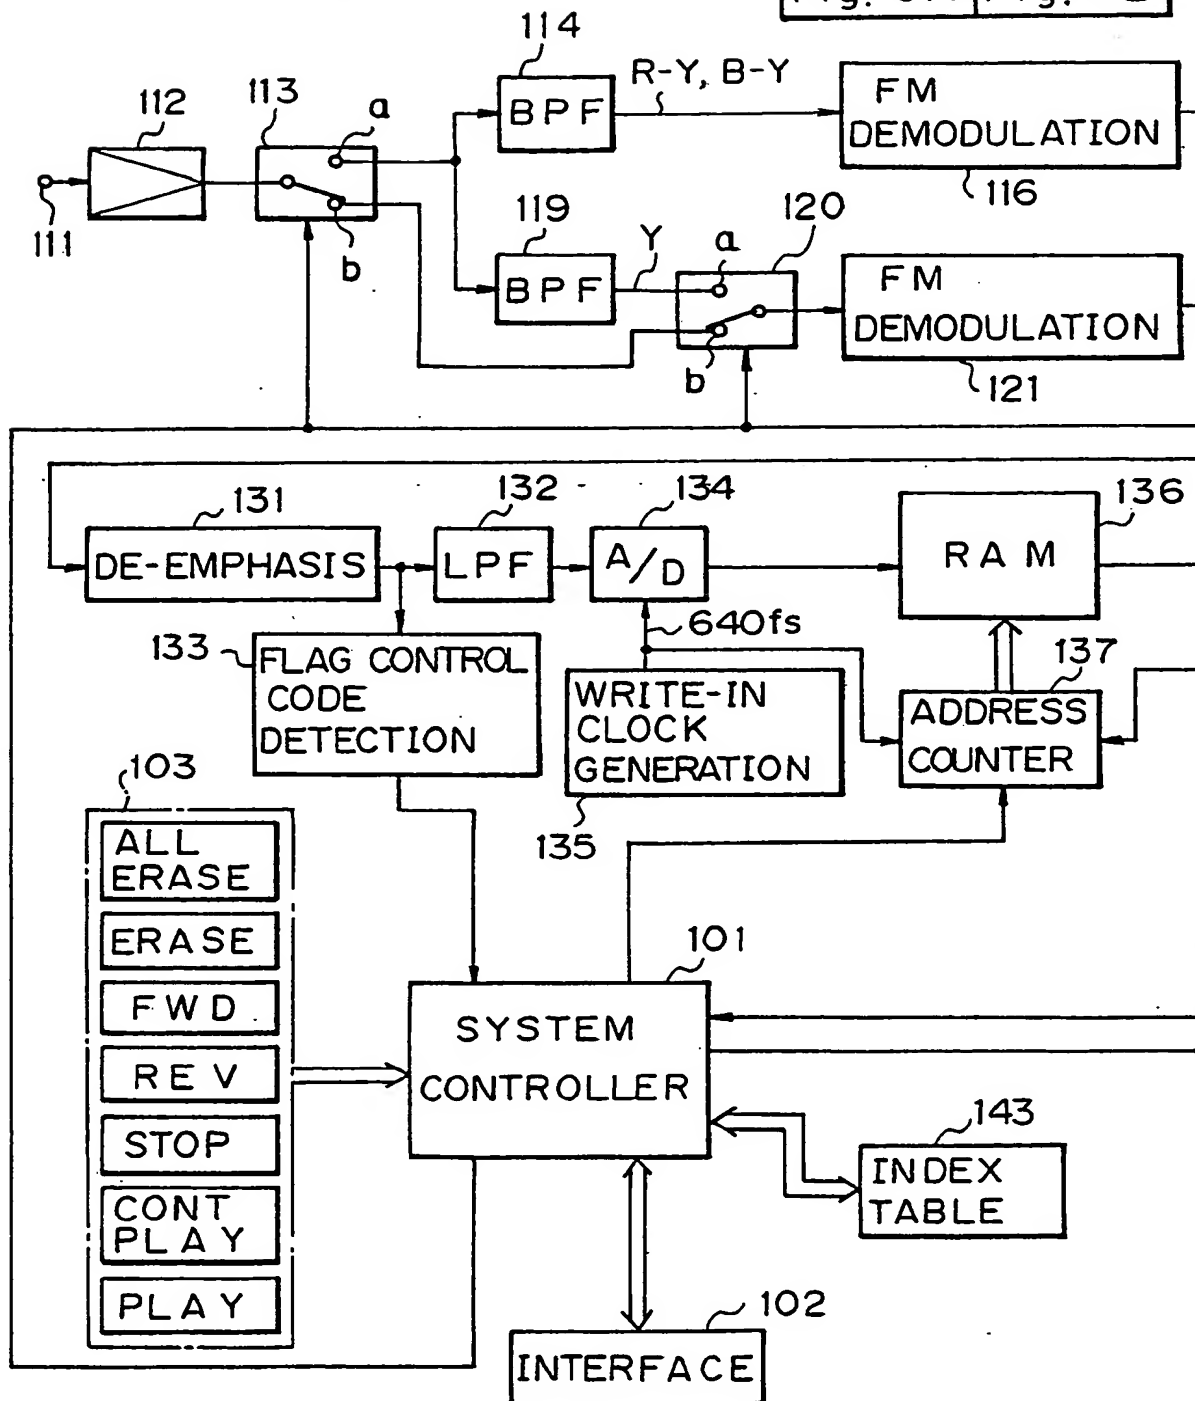 114
R-Y, B-Y
FM
DEMODULATION
BPF
112
113
a
116
111
b
119
Y
a
120
BPF
FM
DEMODULATION
b
121
131
132
134
136
DE-EMPHASIS
LPF
A/D
RAM
640fs
133
FLAG CONTROL
CODE
DETECTION
WRITE-IN
CLOCK
GENERATION
137
ADDRESS
COUNTER
135
103
ALL
ERASE
ERASE
FWD
REV
STOP
CONT
PLAY
PLAY
101
SYSTEM
CONTROLLER
143
INDEX
TABLE
102
INTERFACE